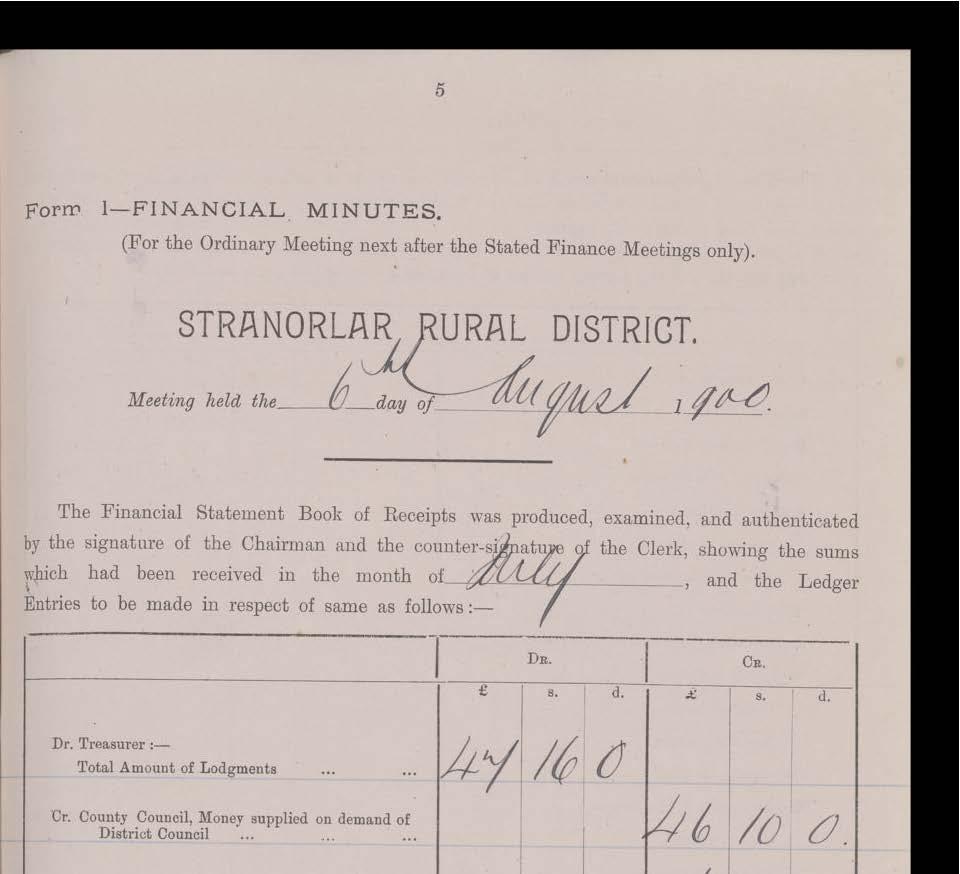 5
Form 1—FINANCIAL MINUTES.
(For the Ordinary Meeting next after the Stated Finance Meetings only).
STRANORLAR RURAL DISTRICT.
Meeting held the 6th day of August 1900.
The Financial Statement Book of Receipts was produced, examined, and authenticated
by the signature of the Chairman and the counter-signature of the Clerk, showing the sums
which had been received in the month of July, and the Ledger
Entries to be made in respect of same as follows:—
DR. CR.
£ s. d. £ s. d.
Dr. Treasurer:—
Total Amount of Lodgments ... ... 47 16 0
Cr. County Council, Money supplied on demand of
District Council ... ... ... 46 10 0.